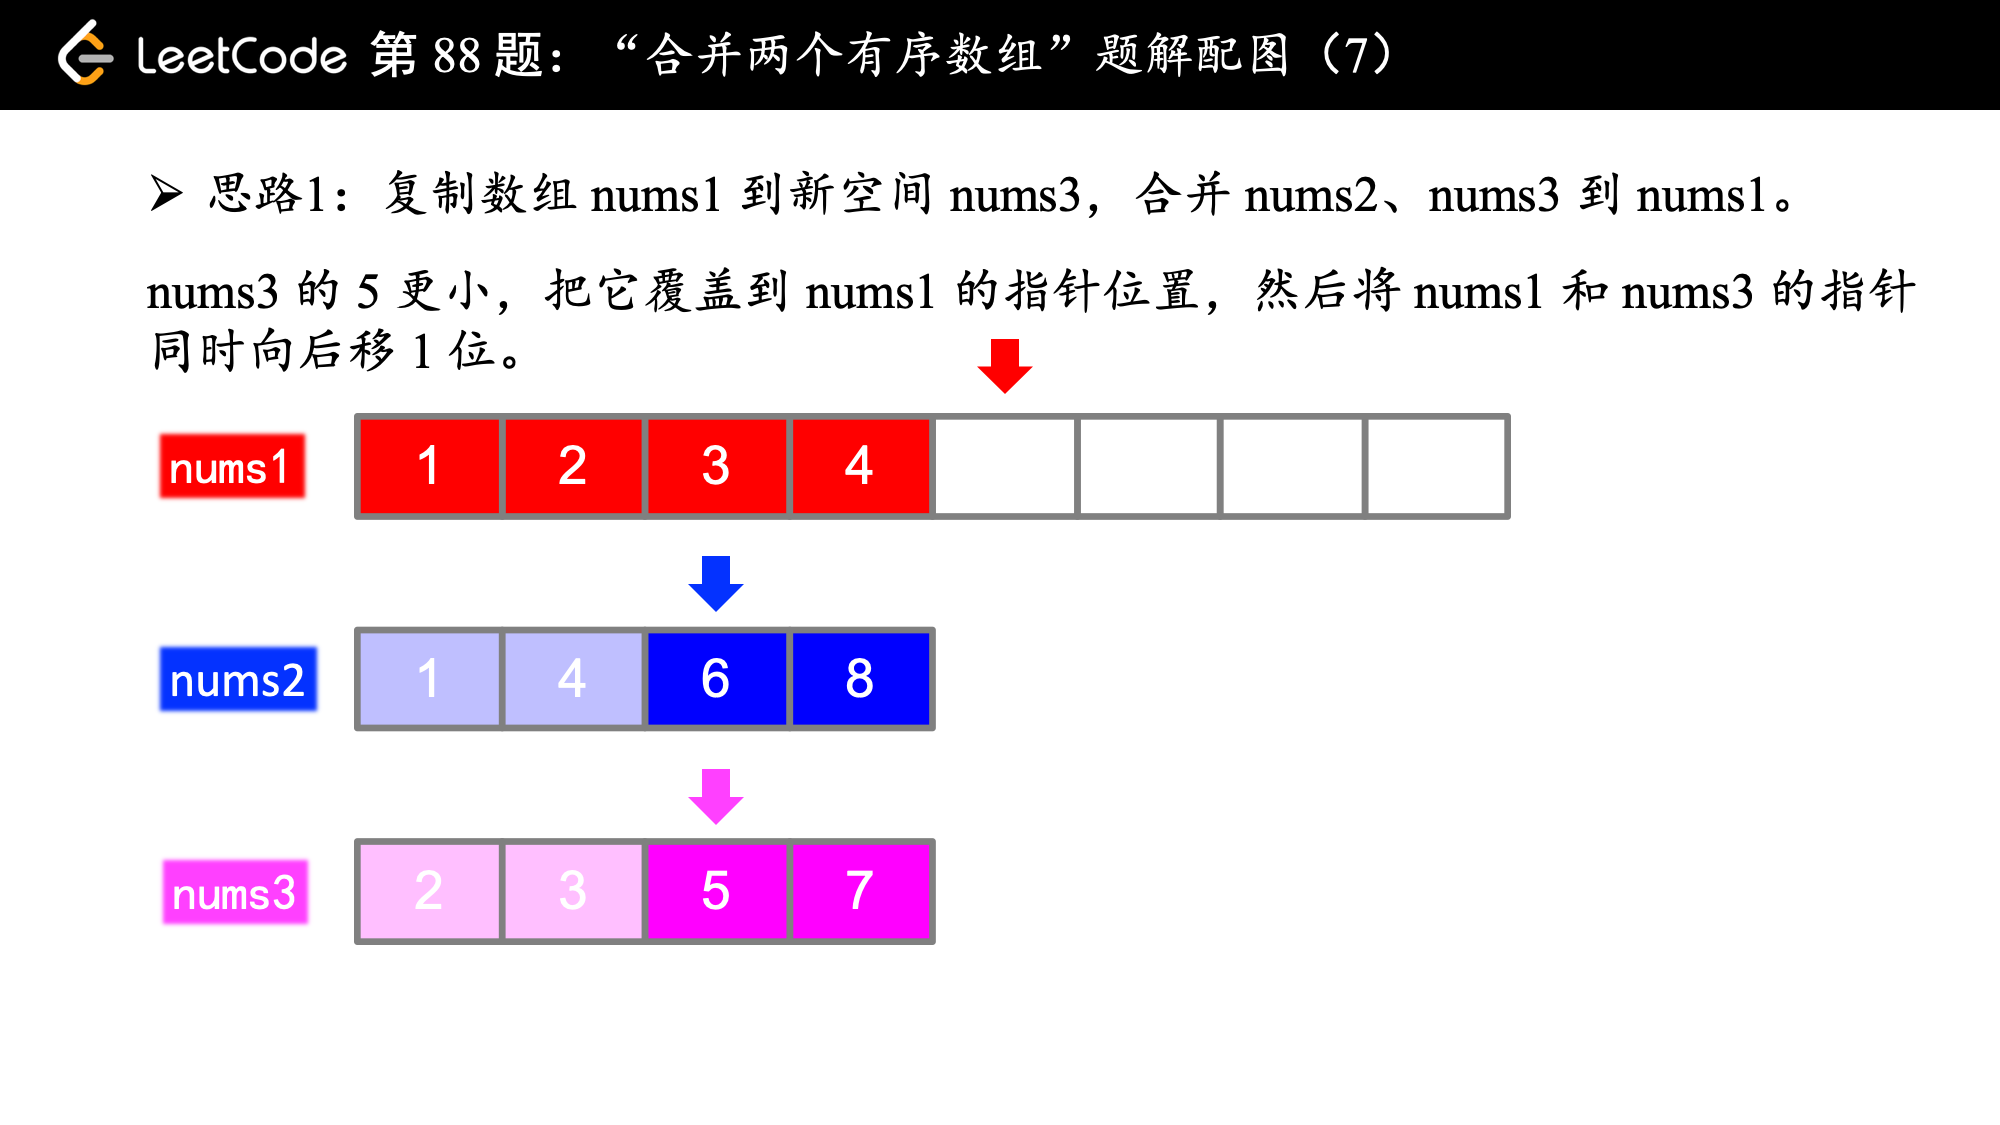 LeetCode 第 88 题：“合并两个有序数组”题解配图（7）
➢ 思路1：复制数组 nums1 到新空间 nums3，合并 nums2、nums3 到 nums1。
nums3 的 5 更小，把它覆盖到 nums1 的指针位置，然后将 nums1 和 nums3 的指针
同时向后移 1 位。
nums1 1 2 3 4
nums2 1 4 6 8
nums3 2 3 5 7